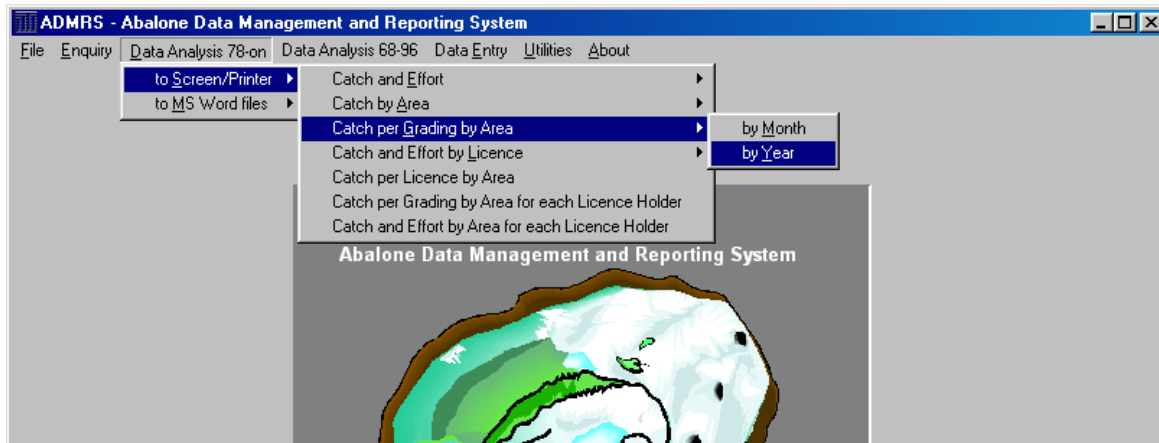 ADMRS - Abalone Data Management and Reporting System
File Enquiry Data Analysis 78-on Data Analysis 68-96 Data Entry Utilities About
to Screen/Printer
to MS Word files
Catch and Effort
Catch by Area
Catch per Grading by Area
Catch and Effort by Licence
Catch per Licence by Area
Catch per Grading by Area for each Licence Holder
Catch and Effort by Area for each Licence Holder
by Month
by Year
Abalone Data Management and Reporting System